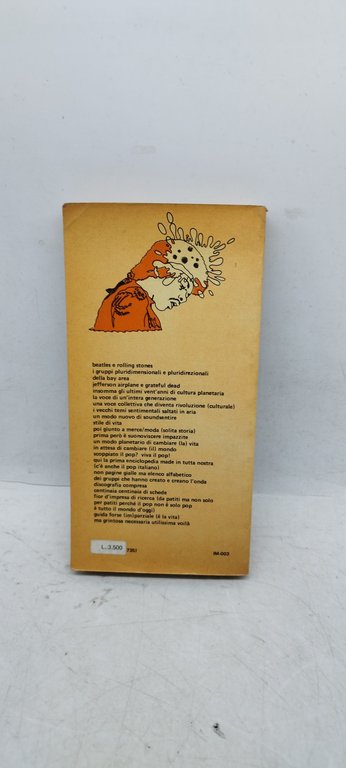 beatles e rolling stones
i gruppi pluridimensionali e pluridirezionali
della bay area
jefferson airplane e grateful dead
insomma gli ultimi vent'anni di cultura planetaria
la voce di un'intera generazione
una voce collettiva che diventa rivoluzione (culturale)
i vecchi temi sentimentali saltati in aria
un modo nuovo di soundsentire
stile di vita
poi giunto a merce/moda (solita storia)
prima però è suonoviscere impazzite
un modo planetario di cambiare (la) vita
in attesa di cambiare (il) mondo
scoppiato il pop? viva il pop!
qui la prima enciclopedia made in tutta nostra
(c'è anche il pop italiano)
non pagine gialle ma elenco alfabetico
dei gruppi che hanno creato e creano l'onda
discografia compresa
centinaia centinaia di schede
fior d'impresa di ricerca (da patiti ma non solo
per patiti perchè il pop non è solo pop
è tutto il mondo d'oggi)
guida forse (im)parziale (è la vita)
ma grintosa necessaria utilissima voilà
L. 3.500 7351 IM-003